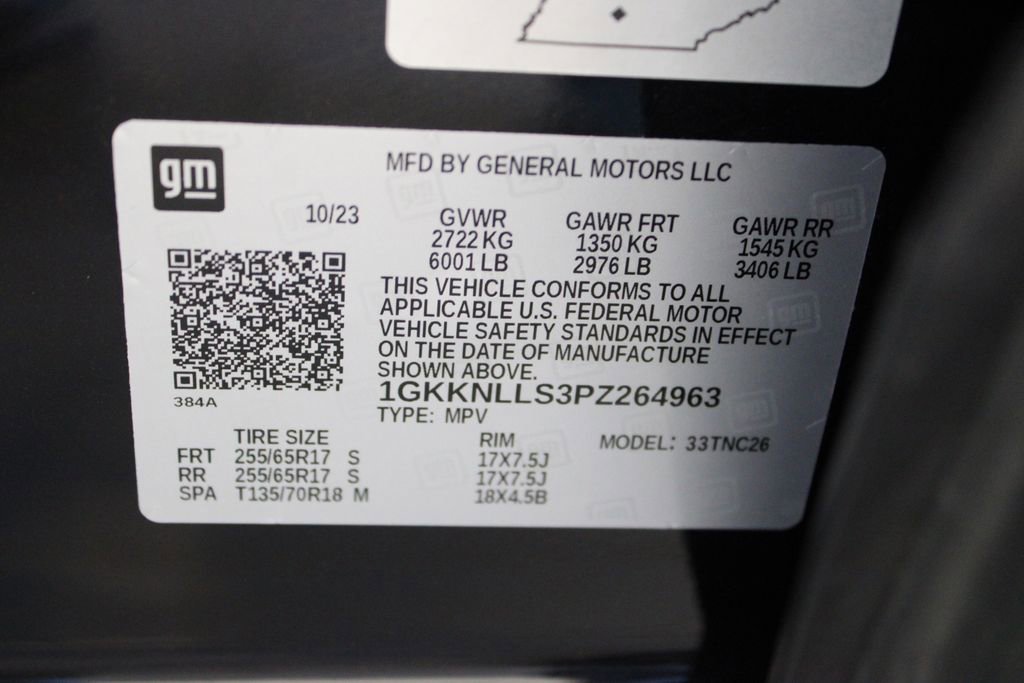 gm
MFD BY GENERAL MOTORS LLC
10/23
GVWR GAWR FRT GAWR RR
2722 KG 1350 KG 1545 KG
6001 LB 2976 LB 3406 LB
THIS VEHICLE CONFORMS TO ALL
APPLICABLE U.S. FEDERAL MOTOR
VEHICLE SAFETY STANDARDS IN EFFECT
ON THE DATE OF MANUFACTURE
SHOWN ABOVE.
384A
1GKKNLLS3PZ264963
TYPE: MPV
TIRE SIZE RIM MODEL: 33TNC26
FRT 255/65R17 S 17X7.5J
RR 255/65R17 S 17X7.5J
SPA T135/70R18 M 18X4.5B